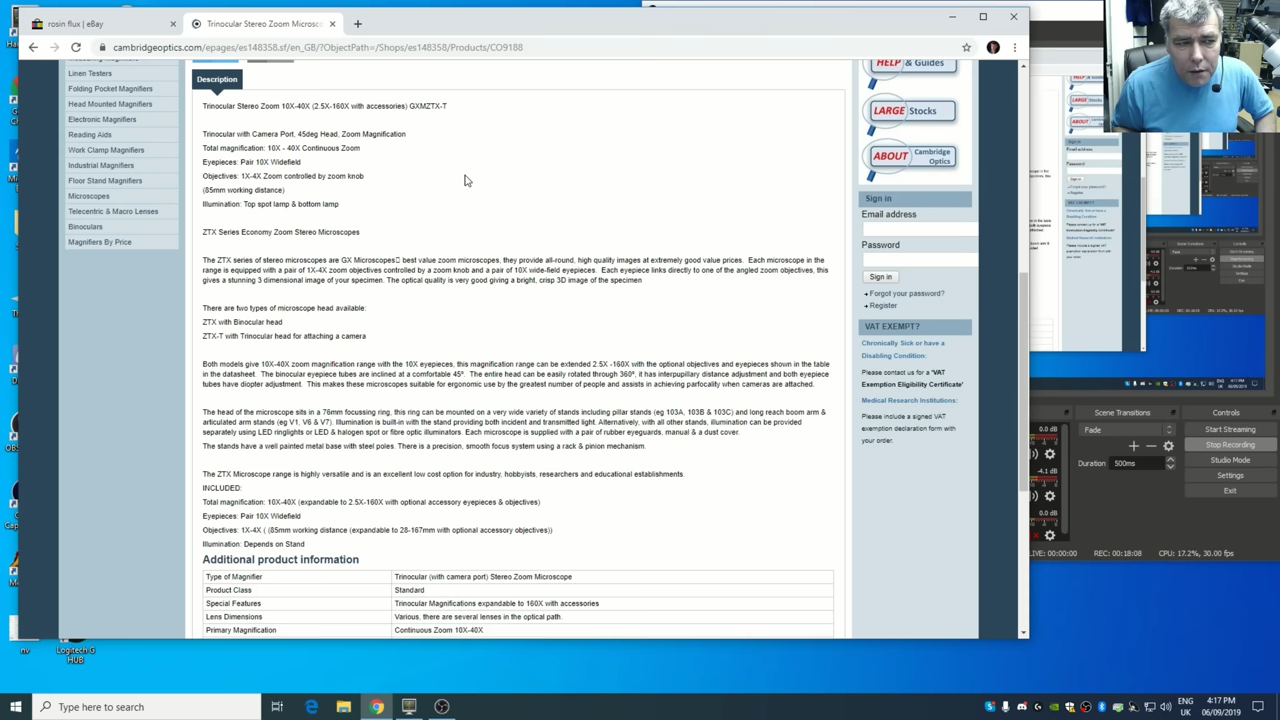 rosin flux | eBay
Trinocular Stereo Zoom Microsc
cambridgeoptics.com/epages/es148358.sf/en_GB/?ObjectPath=/Shops/es148358/Products/CO9188
Linen Testers
Folding Pocket Magnifiers
Head Mounted Magnifiers
Electronic Magnifiers
Reading Aids
Work Clamp Magnifiers
Industrial Magnifiers
Floor Stand Magnifiers
Microscopes
Telecentric & Macro Lenses
Binoculars
Magnifiers By Price
Description
Trinocular Stereo Zoom 10X-40X (2.5X-160X with accessories) GXMZTX-T
Trinocular with Camera Port, 45deg Head, Zoom Magnification
Total magnification: 10X - 40X Continuous Zoom
Eyepieces: Pair 10X Widefield
Objectives: 1X-4X Zoom controlled by zoom knob
(85mm working distance)
Illumination: Top spot lamp & bottom lamp
ZTX Series Economy Zoom Stereo Microscopes
The ZTX series of stereo microscopes are GX Microscopes best value zoom microscopes, they provide all-round, high quality images at extremely good value prices. Each microscope in the
range is equipped with a pair of 1X-4X zoom objectives controlled by a zoom knob and a pair of 10X wide-field eyepieces. Each eyepiece links directly to one of the angled zoom objectives, this
gives a stunning 3 dimensional image of your specimen. The optical quality is very good giving a bright, crisp 3D image of the specimen
There are two types of microscope head available:
ZTX with Binocular head
ZTX-T with Trinocular head for attaching a camera
Both models give 10X-40X zoom magnification range with the 10X eyepieces, this magnification range can be extended 2.5X -160X with the optional objectives and eyepieces shown in the table
in the datasheet. The binocular eyepiece tubes are inclined at a comfortable 45º. The entire head can be easily rotated through 360º, it has interpupillary distance adjustment and both eyepiece
tubes have diopter adjustment. This makes these microscopes suitable for ergonomic use by the greatest number of people and assists in achieving parfocality when cameras are attached.
The head of the microscope sits in a 76mm focussing ring, this ring can be mounted on a very wide variety of stands including pillar stands (eg 103A, 103B & 103C) and long reach boom arm &
articulated arm stands (eg V1, V6 & V7). Illumination is built-in with the stand providing both incident and transmitted light. Alternatively, with all other stands, illumination can be provided
separately using LED ringlights or LED & halogen spot or fibre optic illuminators. Each microscope is supplied with a pair of rubber eyeguards, manual & a dust cover.
The stands have a well painted metal base with steel poles. There is a precision, smooth focus system using a rack & pinion mechanism.
The ZTX Microscope range is highly versatile and is an excellent low cost option for industry, hobbyists, researchers and educational establishments.
INCLUDED:
Total magnification: 10X-40X (expandable to 2.5X-160X with optional accessory eyepieces & objectives)
Eyepieces: Pair 10X Widefield
Objectives: 1X-4X ( (85mm working distance (expandable to 28-167mm with optional accessory objectives))
Illumination: Depends on Stand
Additional product information
Type of Magnifier Trinocular (with camera port) Stereo Zoom Microscope
Product Class Standard
Special Features Trinocular Magnifications expandable to 160X with accessories
Lens Dimensions Various, there are several lenses in the optical path.
Primary Magnification Continuous Zoom 10X-40X
HELP & Guides
LARGE Stocks
ABOUT Cambridge Optics
Sign in
Email address
Password
Sign in
Forgot your password?
Register
VAT EXEMPT?
Chronically Sick or have a
Disabling Condition:
Please contact us for a 'VAT
Exemption Eligibility Certificate'
Medical Research Institutions:
Please include a signed VAT
exemption declaration form with
your order.
Scene Transitions
Controls
Fade
Duration 500ms
Start Streaming
Stop Recording
Studio Mode
Settings
Exit
0.0 dB
-4.1
0.0 dB
LIVE: 00:00:00 REC: 00:18:08 CPU: 17.2%, 30.00 fps
nv
Logitech G
HUB
Type here to search
ENG
UK
4:17 PM
06/09/2019